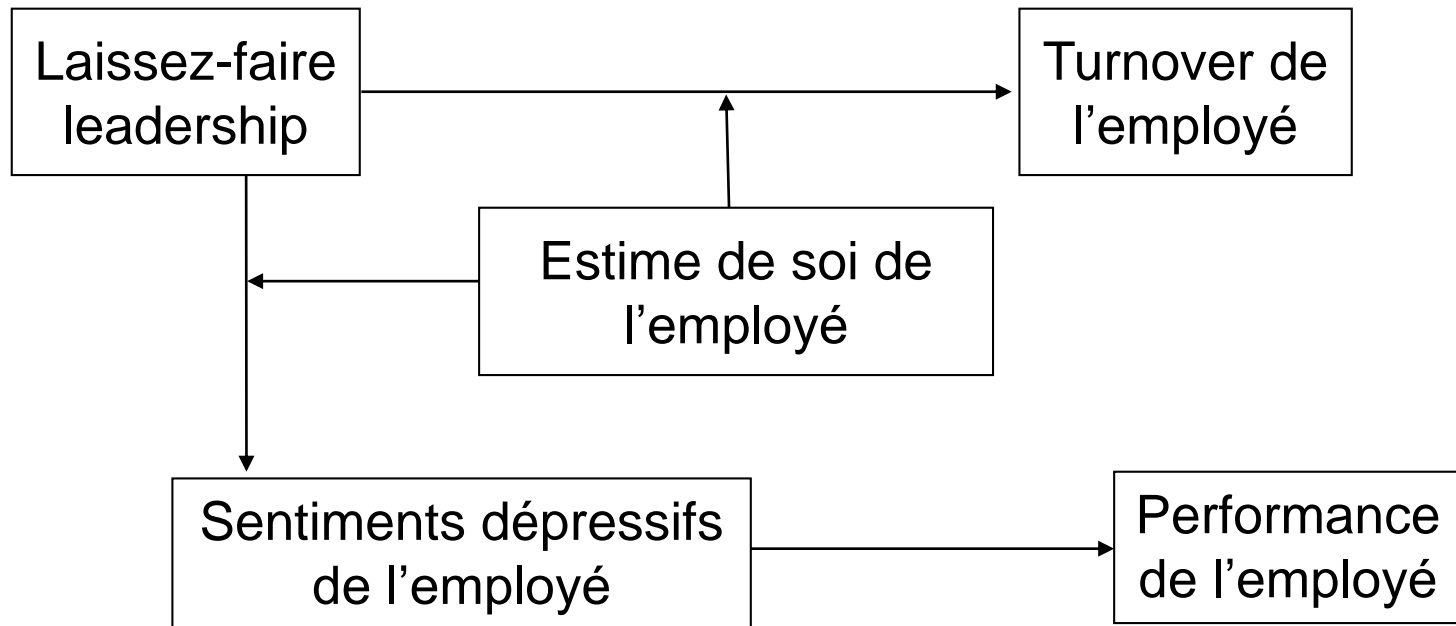 Laissez-faire
leadership
Turnover de
l’employé
Estime de soi de
l’employé
Sentiments dépressifs
de l’employé
Performance
de l’employé